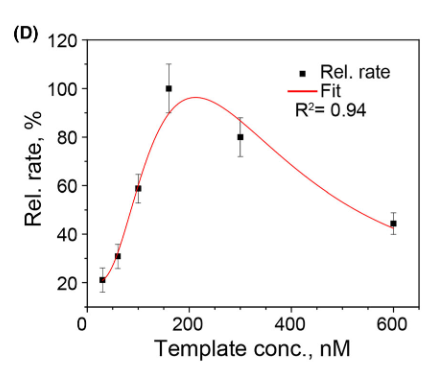 (D)
120
100
80
60
40
20
0
200
400
600
Rel. rate, %
Template conc., nM
Rel. rate
Fit
R²= 0.94